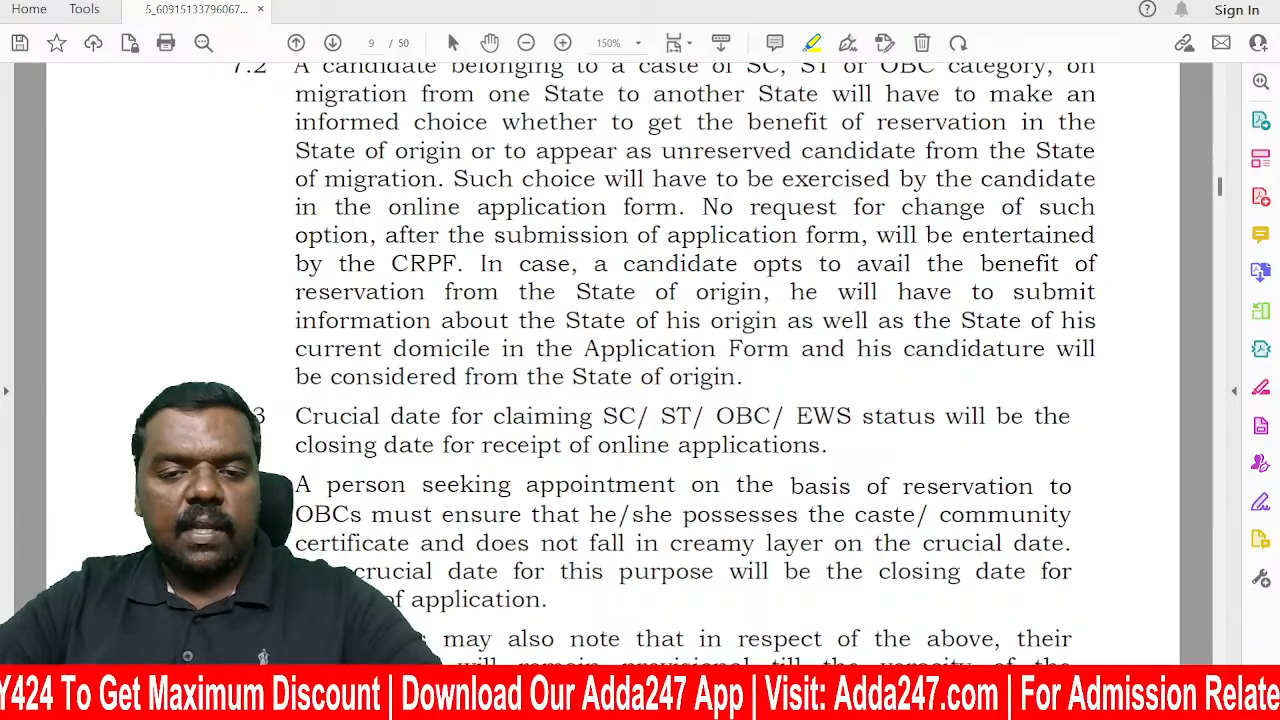 Home Tools 5_60915133796067... × Sign In
9 / 50 150%
7.2 A candidate belonging to a caste of SC, ST or OBC category, on
migration from one State to another State will have to make an
informed choice whether to get the benefit of reservation in the
State of origin or to appear as unreserved candidate from the State
of migration. Such choice will have to be exercised by the candidate
in the online application form. No request for change of such
option, after the submission of application form, will be entertained
by the CRPF. In case, a candidate opts to avail the benefit of
reservation from the State of origin, he will have to submit
information about the State of his origin as well as the State of his
current domicile in the Application Form and his candidature will
be considered from the State of origin.
3 Crucial date for claiming SC/ ST/ OBC/ EWS status will be the
closing date for receipt of online applications.
A person seeking appointment on the basis of reservation to
OBCs must ensure that he/she possesses the caste/ community
certificate and does not fall in creamy layer on the crucial date.
crucial date for this purpose will be the closing date for
of application.
may also note that in respect of the above, their
will remain provisional till the veracity of the
Y424 To Get Maximum Discount | Download Our Adda247 App | Visit: Adda247.com | For Admission Relate